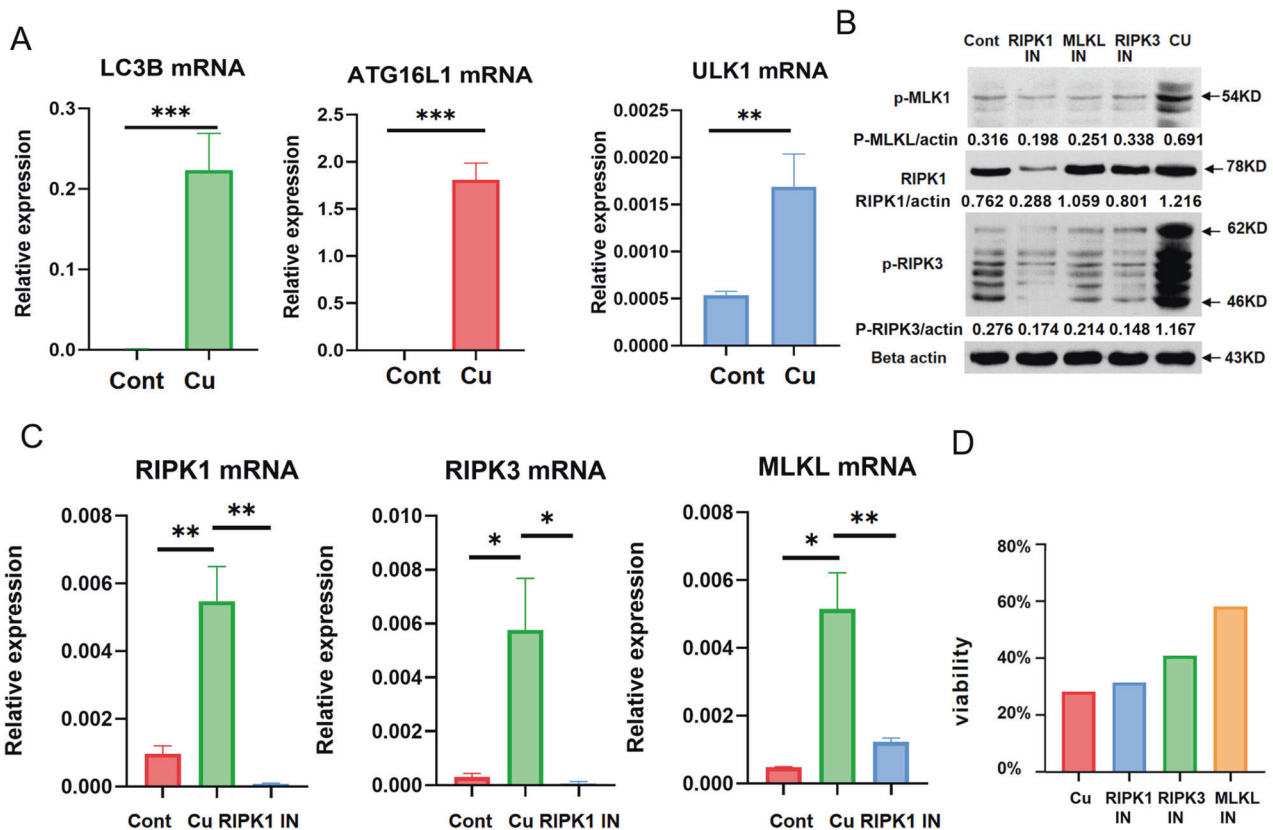 A
LC3B mRNA
***
Relative expression
0.3
0.2
0.1
0.0
Cont Cu
ATG16L1 mRNA
***
Relative expression
2.5
2.0
1.5
1.0
0.5
0.0
Cont Cu
ULK1 mRNA
**
Relative expression
0.0025
0.0020
0.0015
0.0010
0.0005
0.0000
Cont Cu
B
Cont RIPK1 IN MLKL IN RIPK3 IN CU
p-MLK1 54KD
P-MLKL/actin 0.316 0.198 0.251 0.338 0.691
RIPK1 78KD
RIPK1/actin 0.762 0.288 1.059 0.801 1.216
62KD
p-RIPK3
46KD
P-RIPK3/actin 0.276 0.174 0.214 0.148 1.167
Beta actin 43KD
C
RIPK1 mRNA
** **
Relative expression
0.008
0.006
0.004
0.002
0.000
Cont Cu RIPK1 IN
RIPK3 mRNA
* *
Relative expression
0.010
0.008
0.006
0.004
0.002
0.000
Cont Cu RIPK1 IN
MLKL mRNA
* **
Relative expression
0.008
0.006
0.004
0.002
0.000
Cont Cu RIPK1 IN
D
viability
80%
60%
40%
20%
0%
Cu RIPK1 IN RIPK3 IN MLKL IN